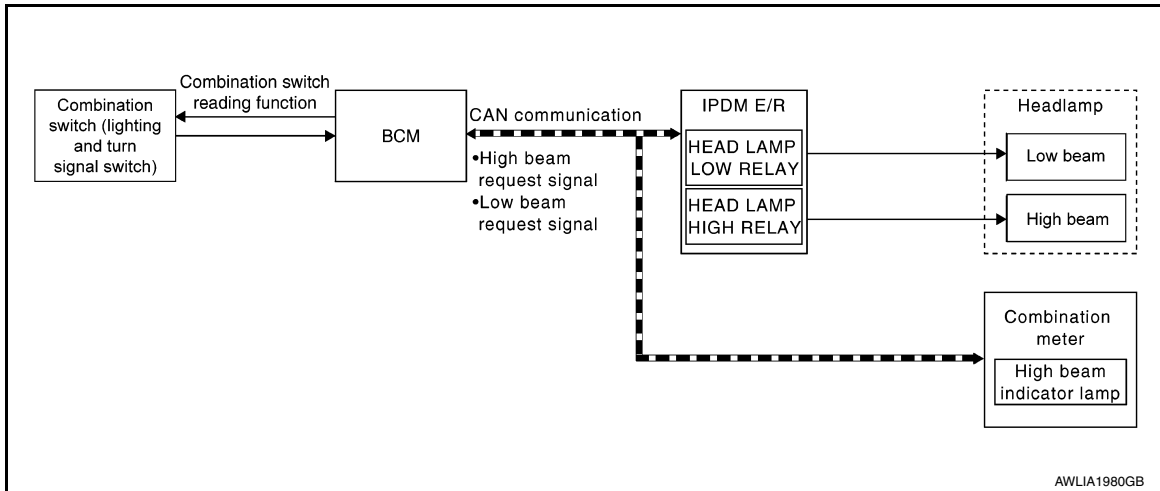 Combination switch
reading function
Combination
switch (lighting
and turn
signal switch)
BCM
CAN communication
•High beam
request signal
•Low beam
request signal
IPDM E/R
HEAD LAMP
LOW RELAY
HEAD LAMP
HIGH RELAY
Headlamp
Low beam
High beam
Combination
meter
High beam
indicator lamp
AWLIA1980GB